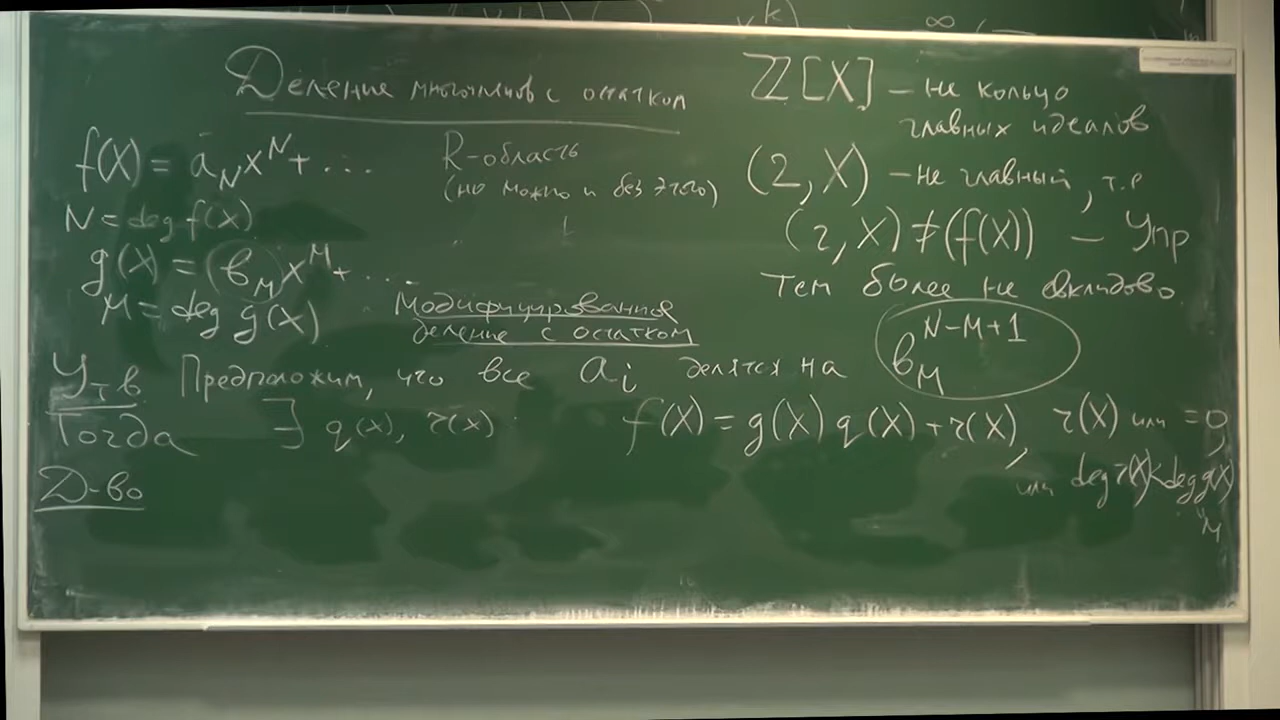 Деление многочленов с остатком
f(X) = a_N X^N + ...
R-область
(но можно и без этого)
N = deg f(X)
g(X) = (b_M) X^M + ...
M = deg g(X)
Z[X] – не кольцо
главных идеалов
(2, X) – не главный, т.е
(2, X) ≠ (f(X)) – Упр
Тем более не евклидово.
Модифицированное
деление с остатком
Утв. Предположим, что все a_i делятся на b_M^{N-M+1}
Тогда ∃ q(x), r(x) f(X) = g(X) q(X) + r(X), r(X) или = 0,
или deg r(X) < deg g(X)
M
Д-во